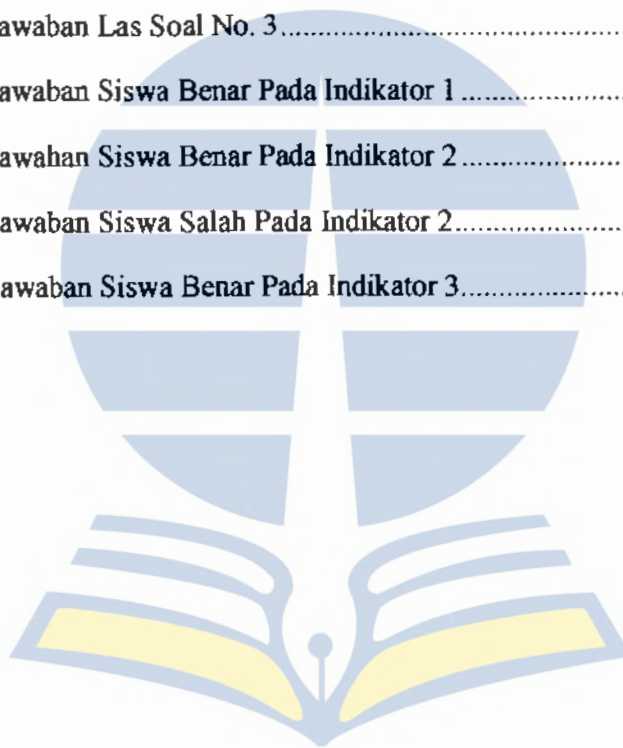 awaban Las Soal No. 3
awaban Siswa Benar Pada Indikator 1
awahan Siswa Benar Pada Indikator 2
awaban Siswa Salah Pada Indikator 2
awaban Siswa Benar Pada Indikator 3